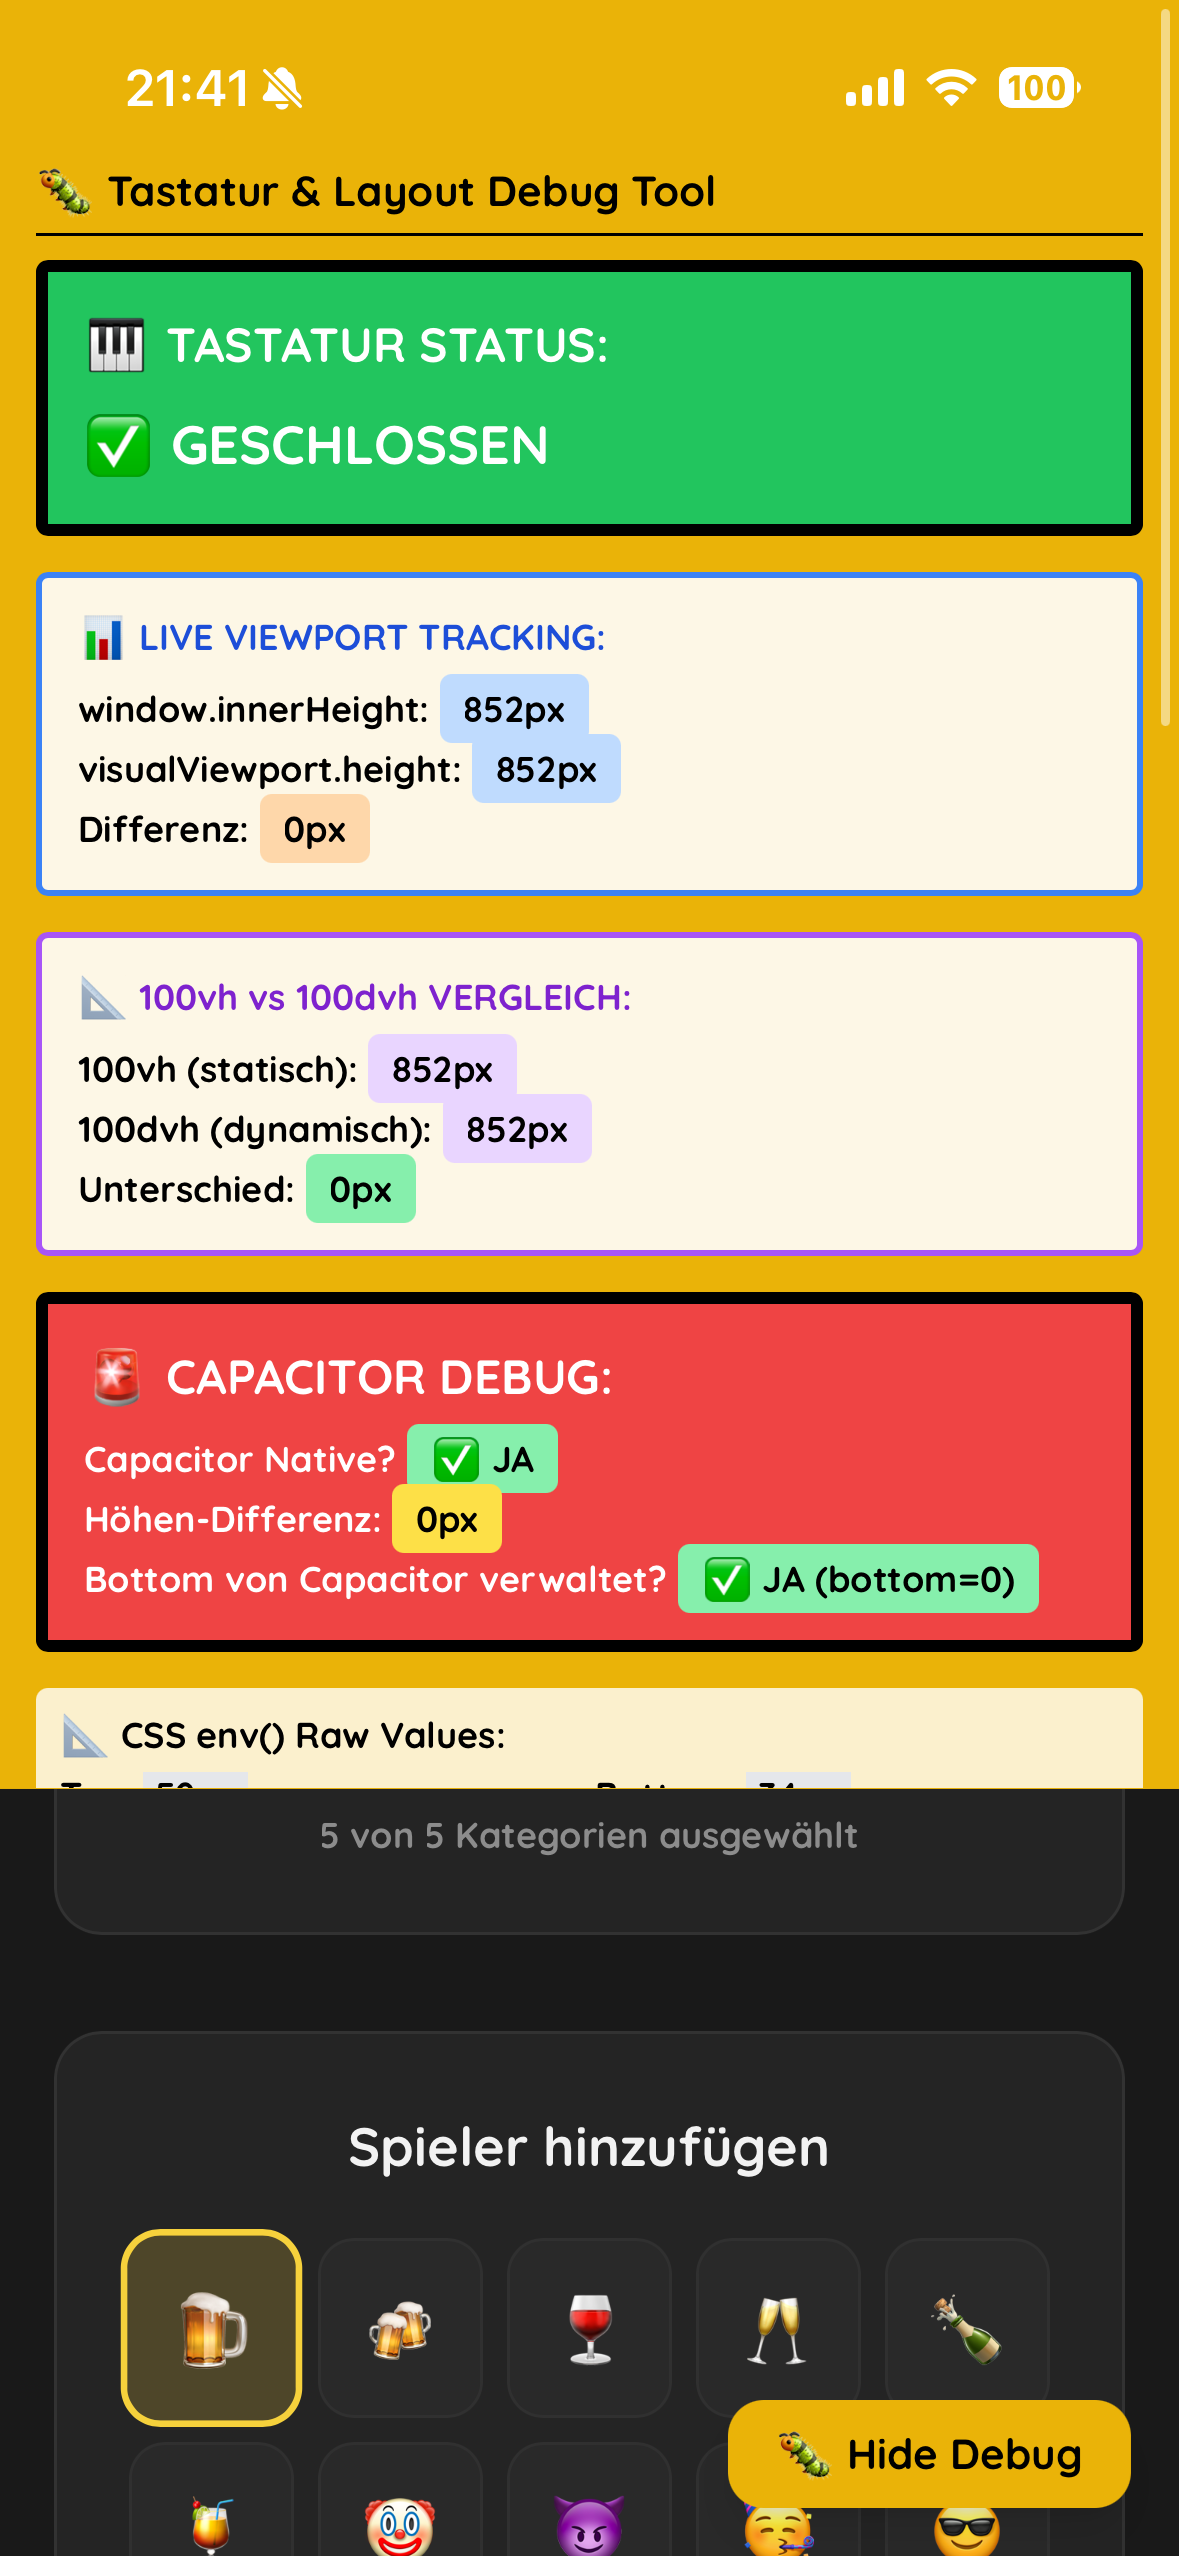 21:41
100
Tastatur & Layout Debug Tool
TASTATUR STATUS:
GESCHLOSSEN
LIVE VIEWPORT TRACKING:
window.innerHeight: 852px
visualViewport.height: 852px
Differenz: 0px
100vh vs 100dvh VERGLEICH:
100vh (statisch): 852px
100dvh (dynamisch): 852px
Unterschied: 0px
CAPACITOR DEBUG:
Capacitor Native? JA
Höhen-Differenz: 0px
Bottom von Capacitor verwaltet? JA (bottom=0)
CSS env() Raw Values:
5 von 5 Kategorien ausgewählt
Spieler hinzufügen
Hide Debug